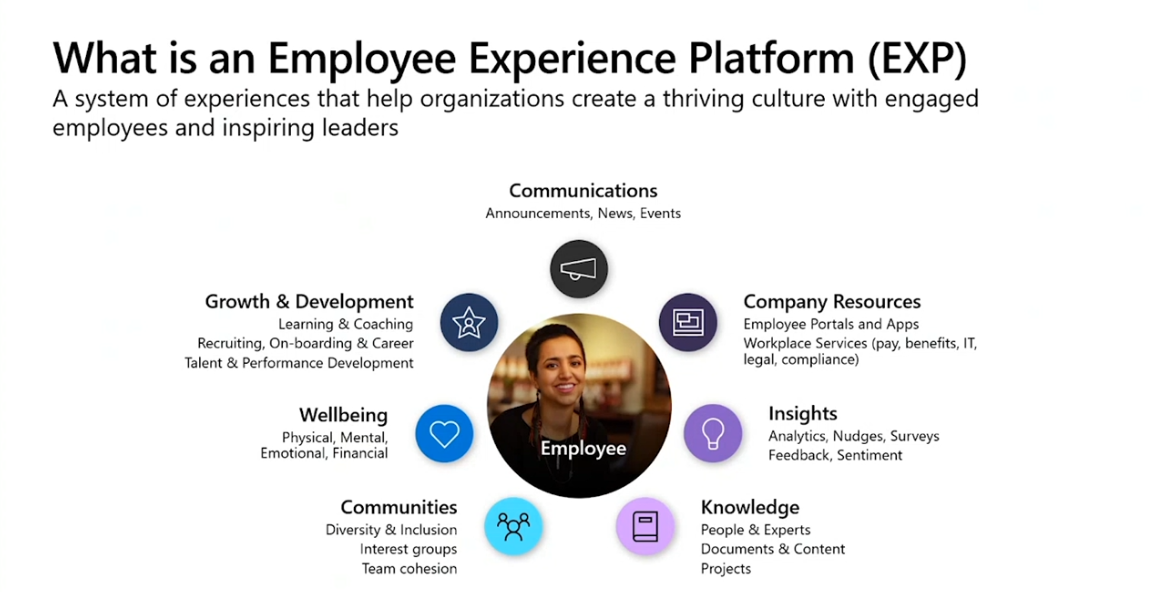 What is an Employee Experience Platform (EXP)
A system of experiences that help organizations create a thriving culture with engaged
employees and inspiring leaders
Communications
Announcements, News, Events
Growth & Development
Learning & Coaching
Recruiting, On-boarding & Career
Talent & Performance Development
Company Resources
Employee Portals and Apps
Workplace Services (pay, benefits, IT,
legal, compliance)
Wellbeing
Physical, Mental,
Emotional, Financial
Employee
Insights
Analytics, Nudges, Surveys
Feedback, Sentiment
Communities
Diversity & Inclusion
Interest groups
Team cohesion
Knowledge
People & Experts
Documents & Content
Projects